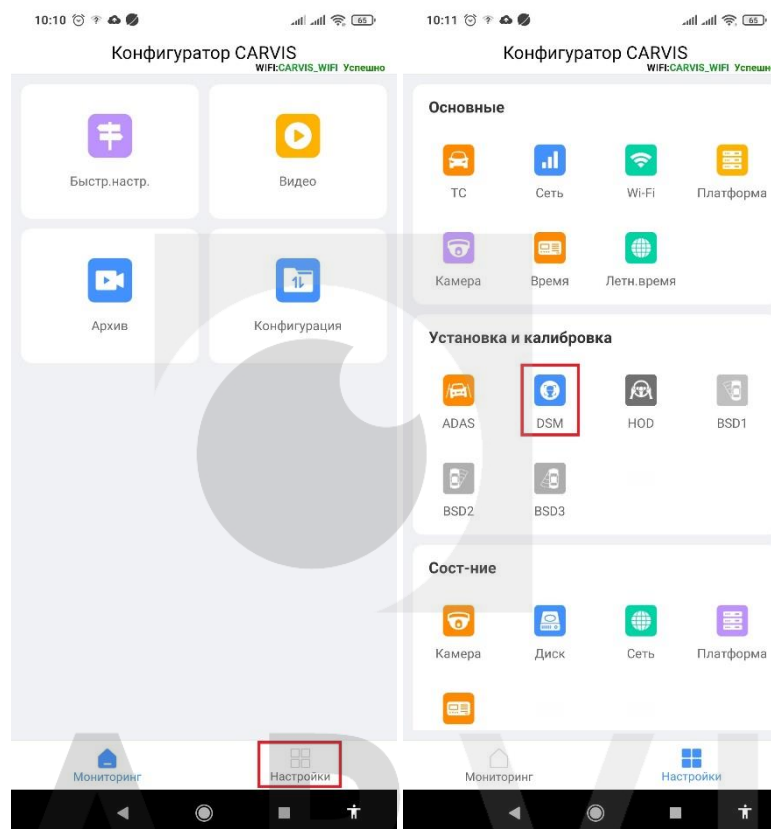 10:10
65
Конфигуратор CARVIS
WIFI:CARVIS_WIFI Успешно
Быстр.настр.
Видео
Архив
Конфигурация
Мониторинг
Настройки
10:11
65
Конфигуратор CARVIS
WIFI:CARVIS_WIFI Успешн
Основные
ТС
Сеть
Wi-Fi
Платформа
Камера
Время
Летн.время
Установка и калибровка
ADAS
DSM
HOD
BSD1
BSD2
BSD3
Сост-ние
Камера
Диск
Сеть
Платформа
Мониторинг
Настройки